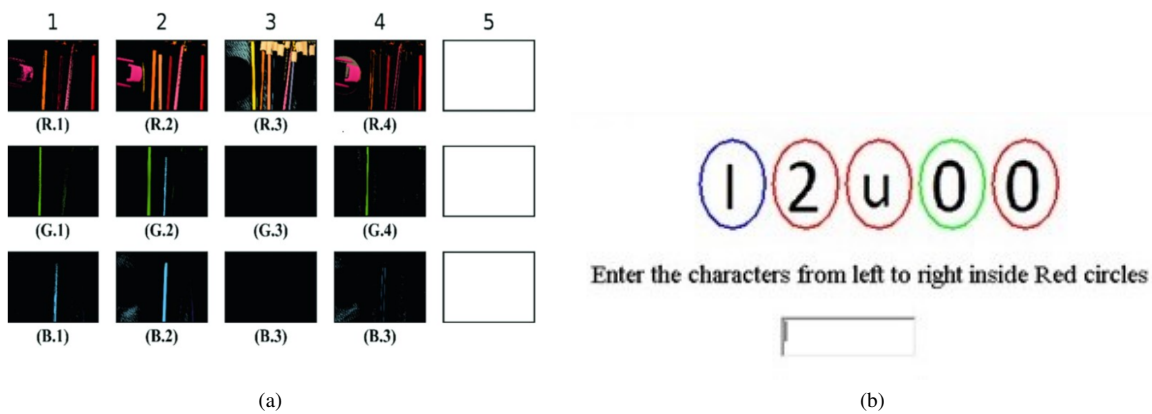 1 2 3 4 5
(R.1) (R.2) (R.3) (R.4)
(G.1) (G.2) (G.3) (G.4)
(B.1) (B.2) (B.3) (B.3)
(a)
l 2 u 0 0
Enter the characters from left to right inside Red circles
(b)